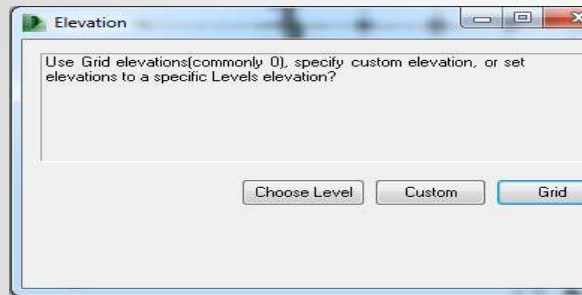 Elevation
Use Grid elevations(commonly 0), specify custom elevation, or set
elevations to a specific Levels elevation?
Choose Level
Custom
Grid